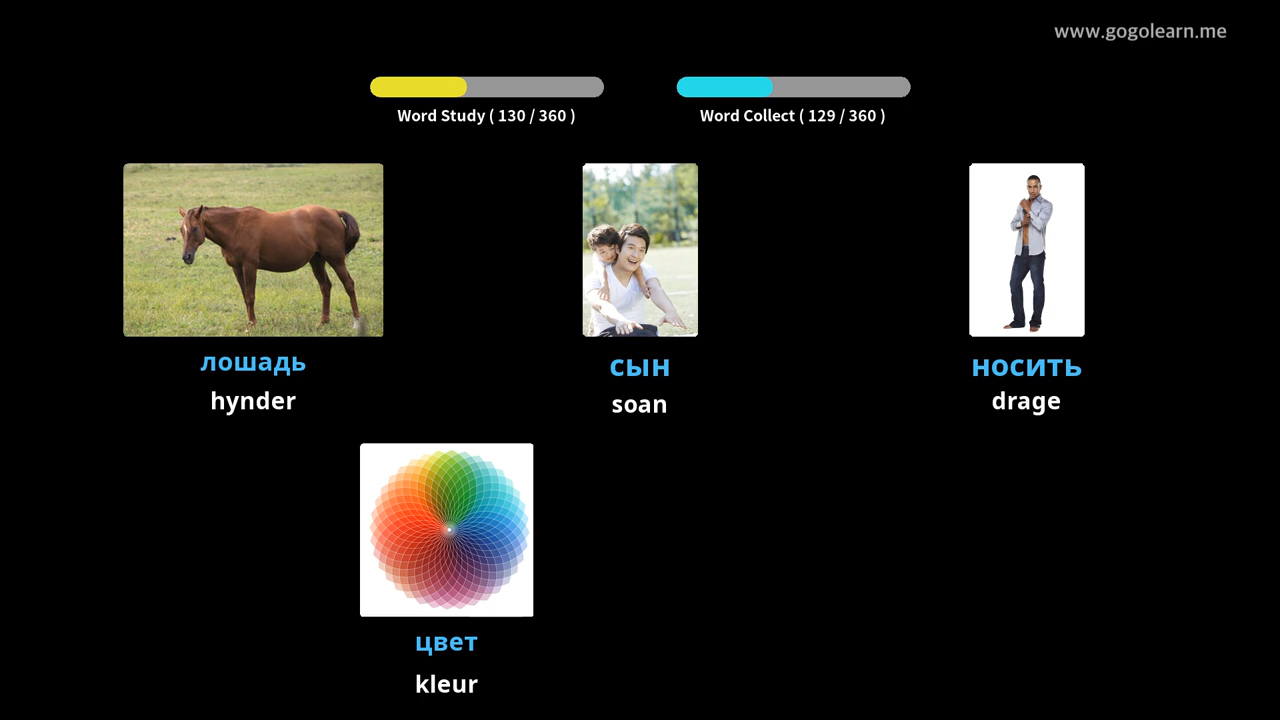 www.gogolearn.me
Word Study ( 130 / 360 )
Word Collect ( 129 / 360 )
лошадь
hynder
сын
soan
носить
drage
цвет
kleur